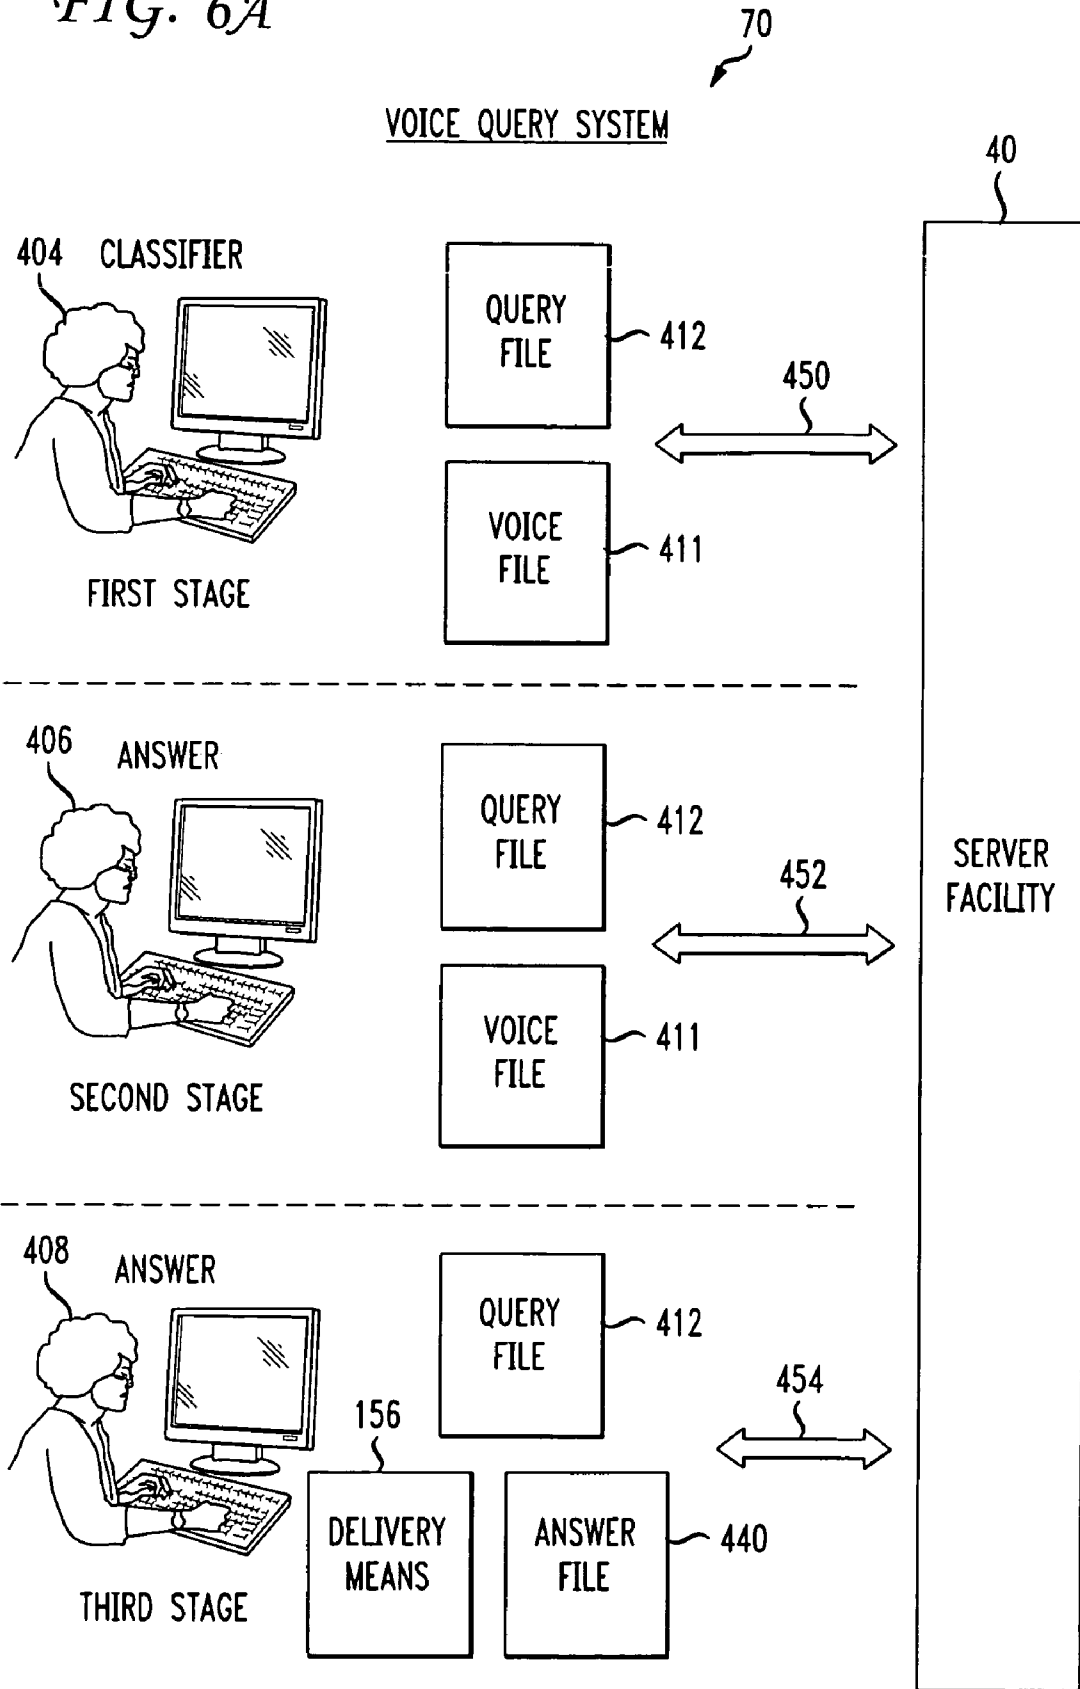 FIG. 6A
70
VOICE QUERY SYSTEM
40
404 CLASSIFIER
QUERY
FILE
412
450
VOICE
FILE
411
FIRST STAGE
406 ANSWER
QUERY
FILE
412
452
SERVER
FACILITY
VOICE
FILE
411
SECOND STAGE
408 ANSWER
QUERY
FILE
412
454
156
DELIVERY
MEANS
ANSWER
FILE
440
THIRD STAGE